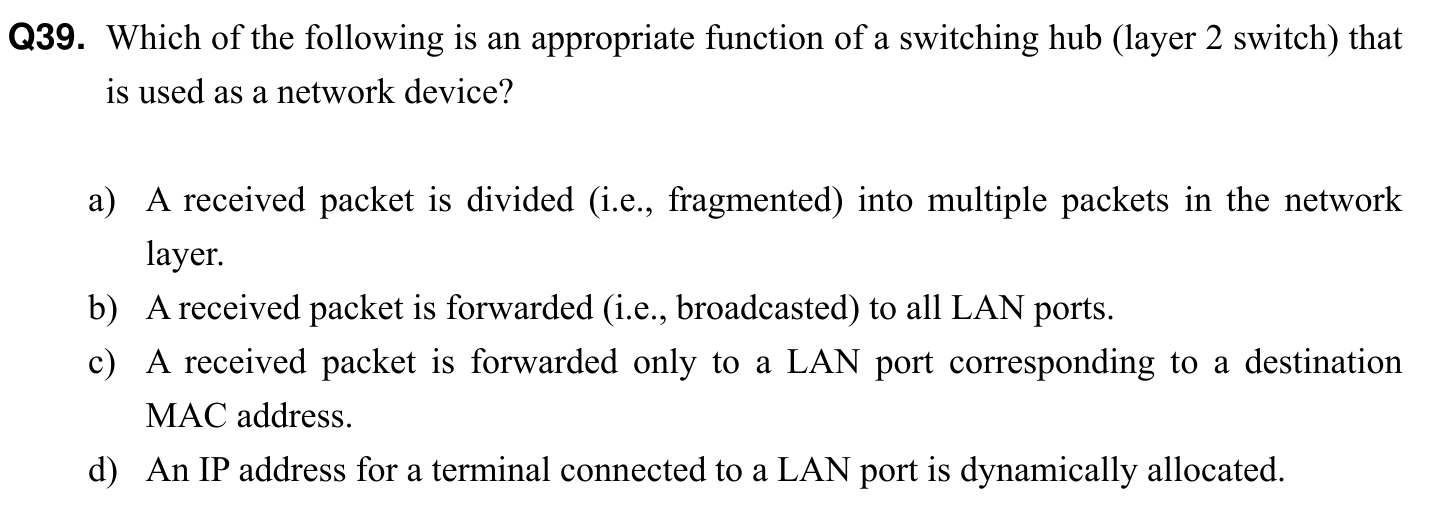 Q39. Which of the following is an appropriate function of a switching hub (layer 2 switch) that
is used as a network device?
a) A received packet is divided (i.e., fragmented) into multiple packets in the network
layer.
b) A received packet is forwarded (i.e., broadcasted) to all LAN ports.
c) A received packet is forwarded only to a LAN port corresponding to a destination
MAC address.
d) An IP address for a terminal connected to a LAN port is dynamically allocated.